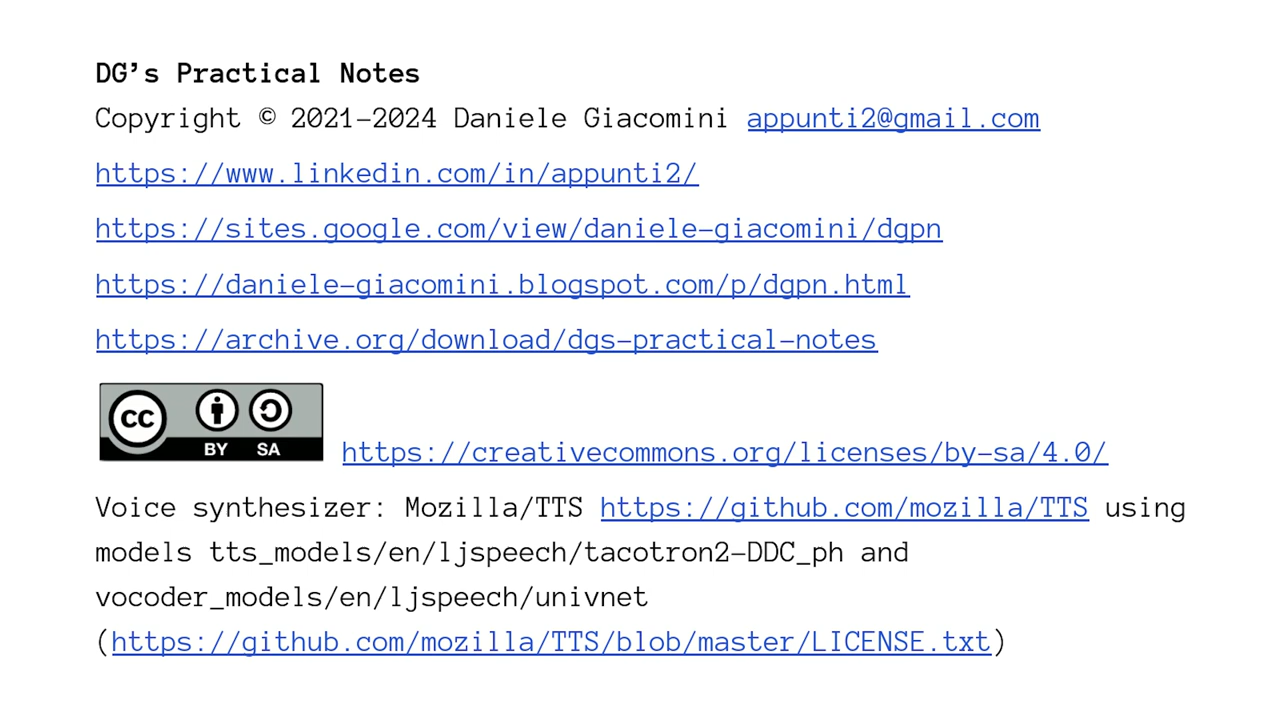 DG’s Practical Notes
Copyright © 2021-2024 Daniele Giacomini appunti2@gmail.com
https://www.linkedin.com/in/appunti2/
https://sites.google.com/view/daniele-giacomini/dgpn
https://daniele-giacomini.blogspot.com/p/dgpn.html
https://archive.org/download/dgs-practical-notes
CC BY SA https://creativecommons.org/licenses/by-sa/4.0/
Voice synthesizer: Mozilla/TTS https://github.com/mozilla/TTS using
models tts_models/en/ljspeech/tacotron2-DDC_ph and
vocoder_models/en/ljspeech/univnet
(https://github.com/mozilla/TTS/blob/master/LICENSE.txt)